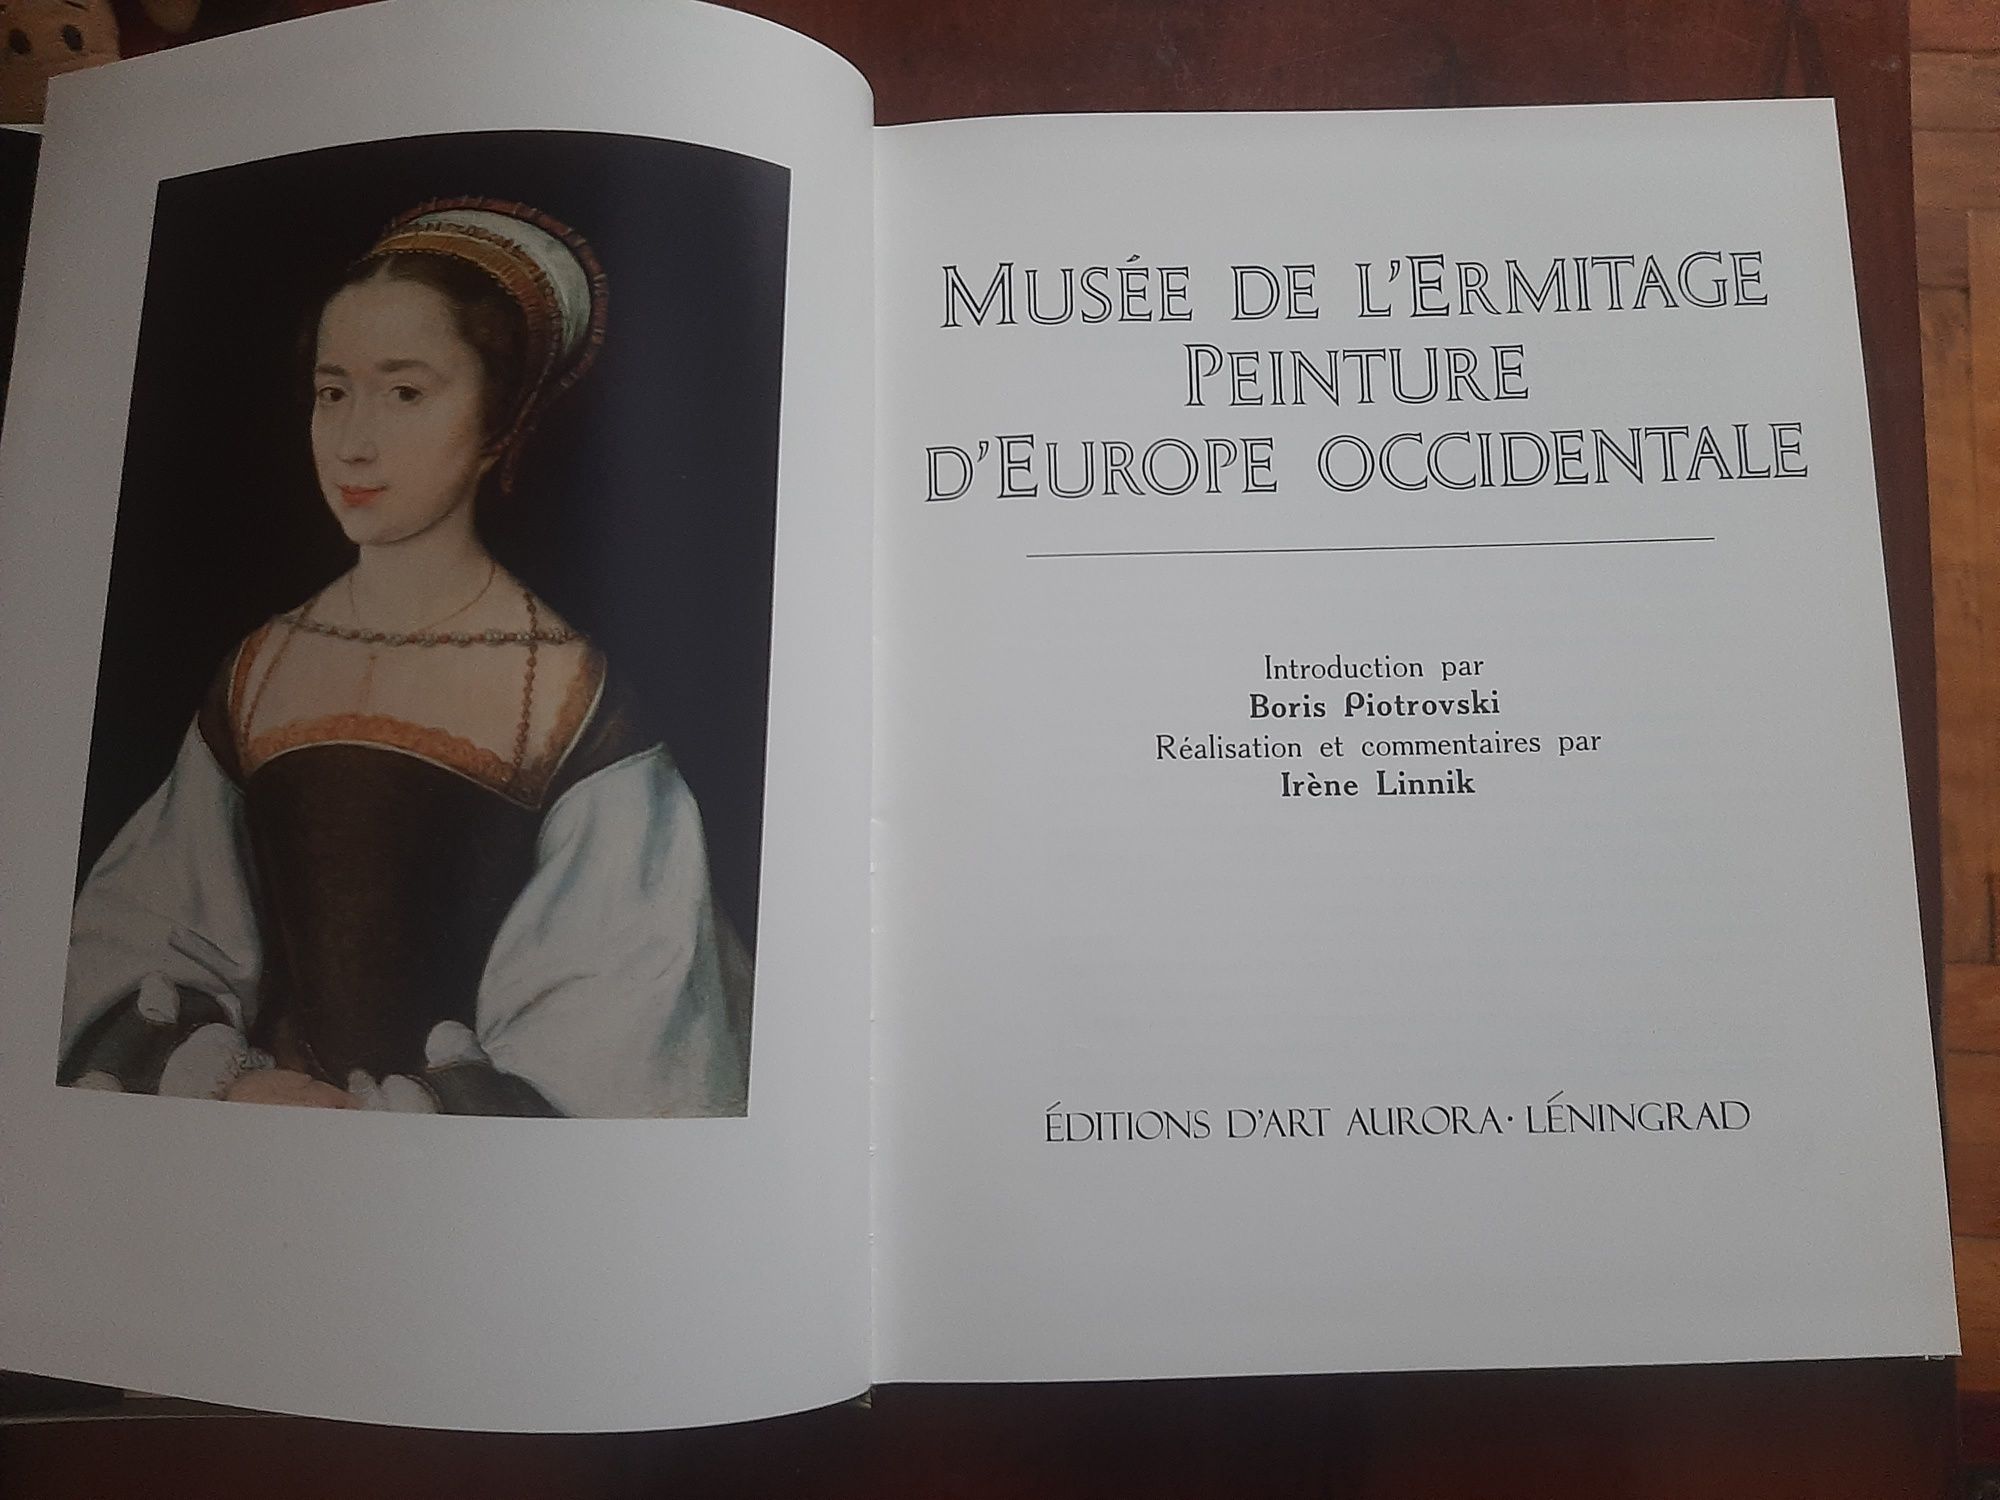 MUSÉE DE L'ERMITAGE
PEINTURE
D'EUROPE OCCIDENTALE
Introduction par
Boris Piotrovski
Réalisation et commentaires par
Irène Linnik
ÉDITIONS D'ART AURORA · LÉNINGRAD